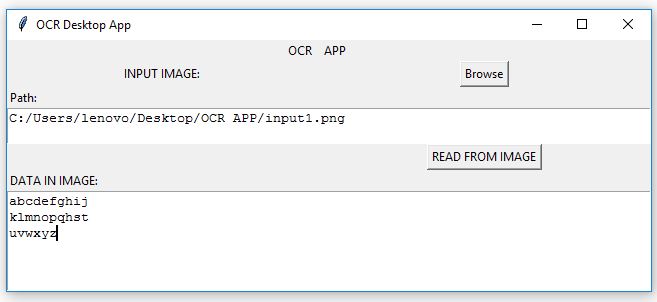 OCR Desktop App
OCR APP
INPUT IMAGE:
Browse
Path:
C:/Users/lenovo/Desktop/OCR APP/input1.png
READ FROM IMAGE
DATA IN IMAGE:
abcdefghij
klmnopqhst
uvwxyz